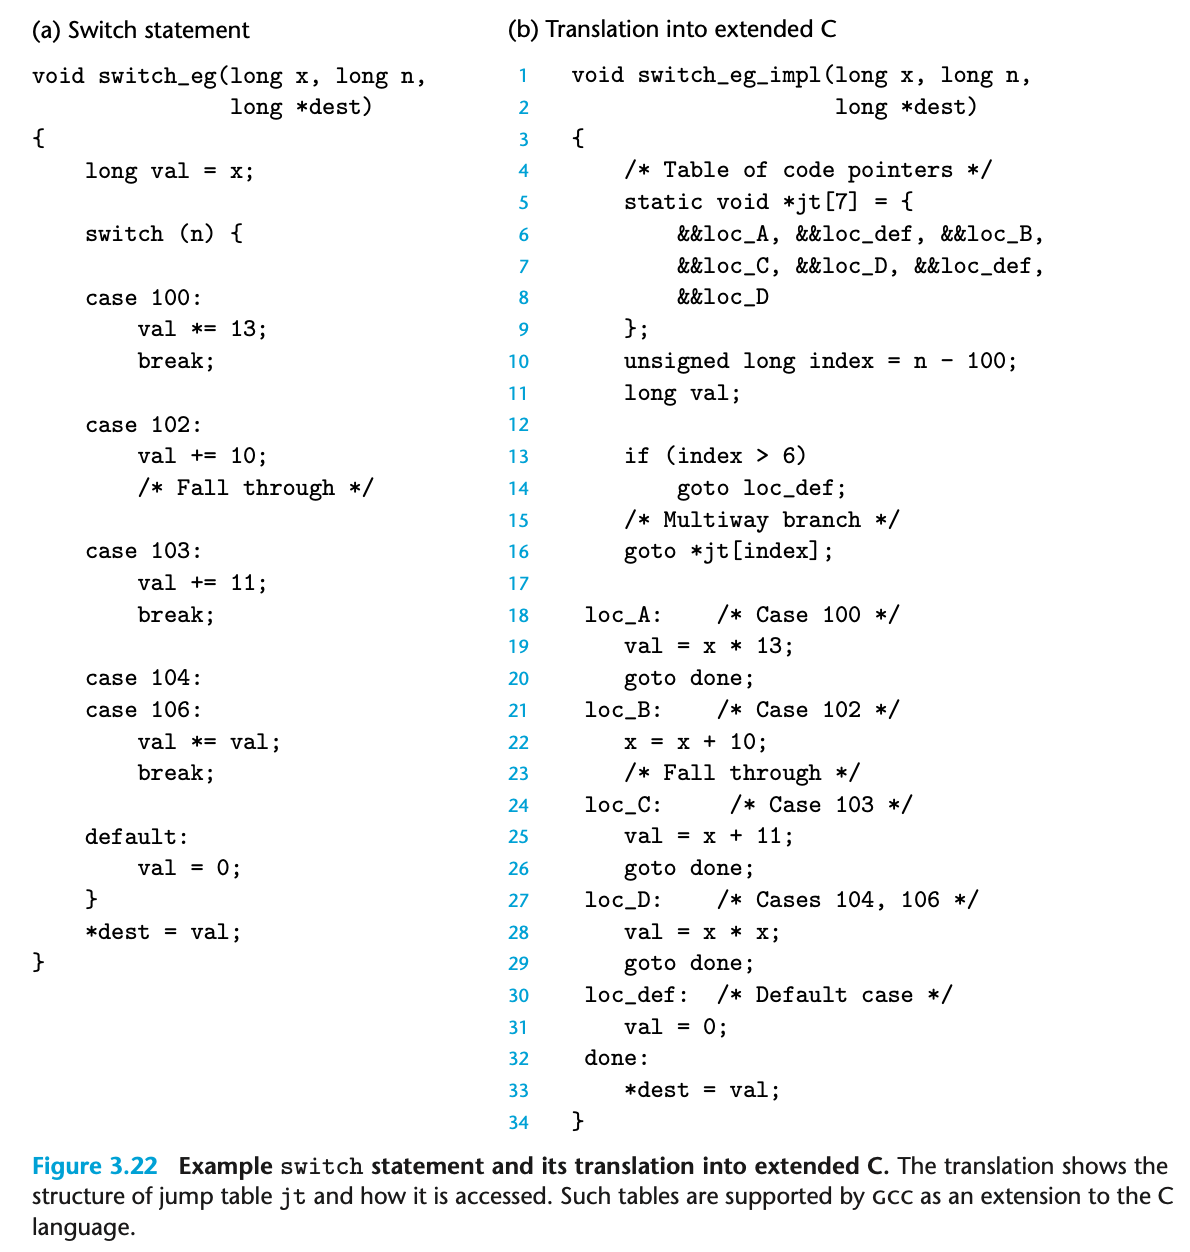 (a) Switch statement
void switch_eg(long x, long n,
               long *dest)
{
    long val = x;
    switch (n) {
    case 100:
        val *= 13;
        break;
    case 102:
        val += 10;
        /* Fall through */
    case 103:
        val += 11;
        break;
    case 104:
    case 106:
        val *= val;
        break;
    default:
        val = 0;
    }
    *dest = val;
}
(b) Translation into extended C
1 void switch_eg_impl(long x, long n,
2                     long *dest)
3 {
4     /* Table of code pointers */
5     static void *jt[7] = {
6         &&loc_A, &&loc_def, &&loc_B,
7         &&loc_C, &&loc_D, &&loc_def,
8         &&loc_D
9     };
10     unsigned long index = n - 100;
11     long val;
12
13     if (index > 6)
14         goto loc_def;
15     /* Multiway branch */
16     goto *jt[index];
17
18  loc_A:    /* Case 100 */
19     val = x * 13;
20     goto done;
21  loc_B:    /* Case 102 */
22     x = x + 10;
23     /* Fall through */
24  loc_C:     /* Case 103 */
25     val = x + 11;
26     goto done;
27  loc_D:    /* Cases 104, 106 */
28     val = x * x;
29     goto done;
30  loc_def:  /* Default case */
31     val = 0;
32  done:
33     *dest = val;
34 }
Figure 3.22 Example switch statement and its translation into extended C. The translation shows the
structure of jump table jt and how it is accessed. Such tables are supported by GCC as an extension to the C
language.